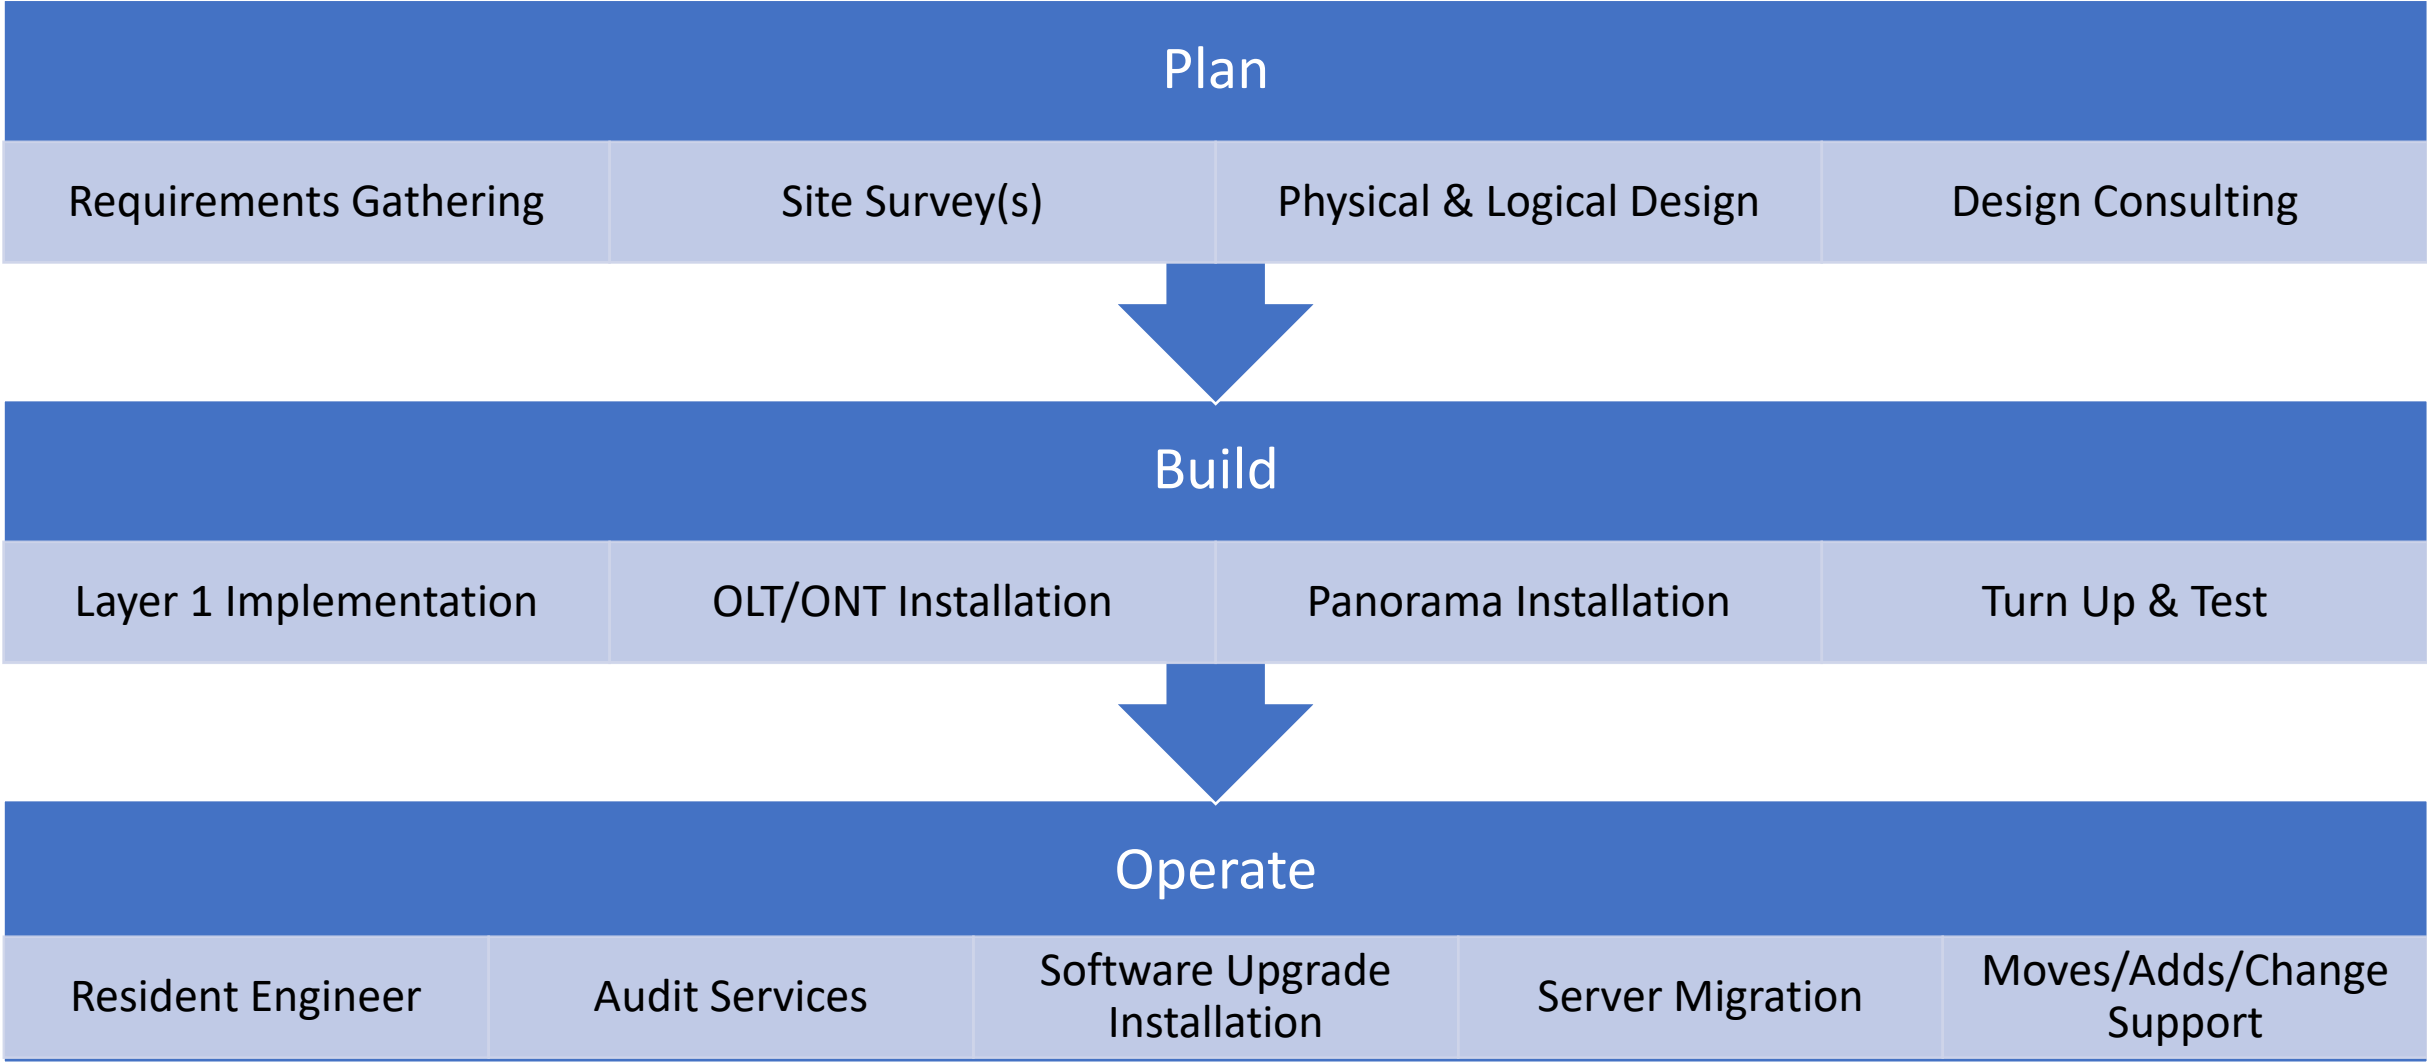 Plan
Requirements Gathering
Site Survey(s)
Physical & Logical Design
Design Consulting
Build
Layer 1 Implementation
OLT/ONT Installation
Panorama Installation
Turn Up & Test
Operate
Resident Engineer
Audit Services
Software Upgrade
Installation
Server Migration
Moves/Adds/Change
Support